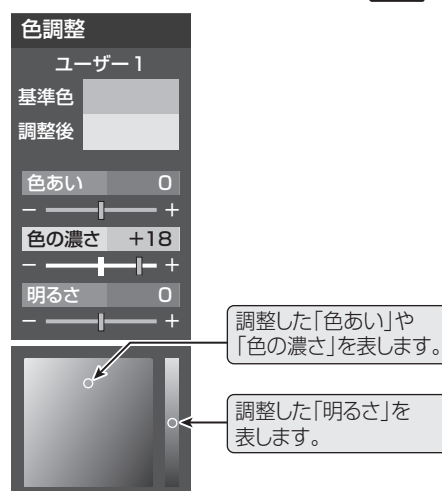 色調整
ユーザー1
基準色
調整後
色あい 0
− +
色の濃さ +18
− +
明るさ 0
− +
調整した「色あい」や
「色の濃さ」を表します。
調整した「明るさ」を
表します。